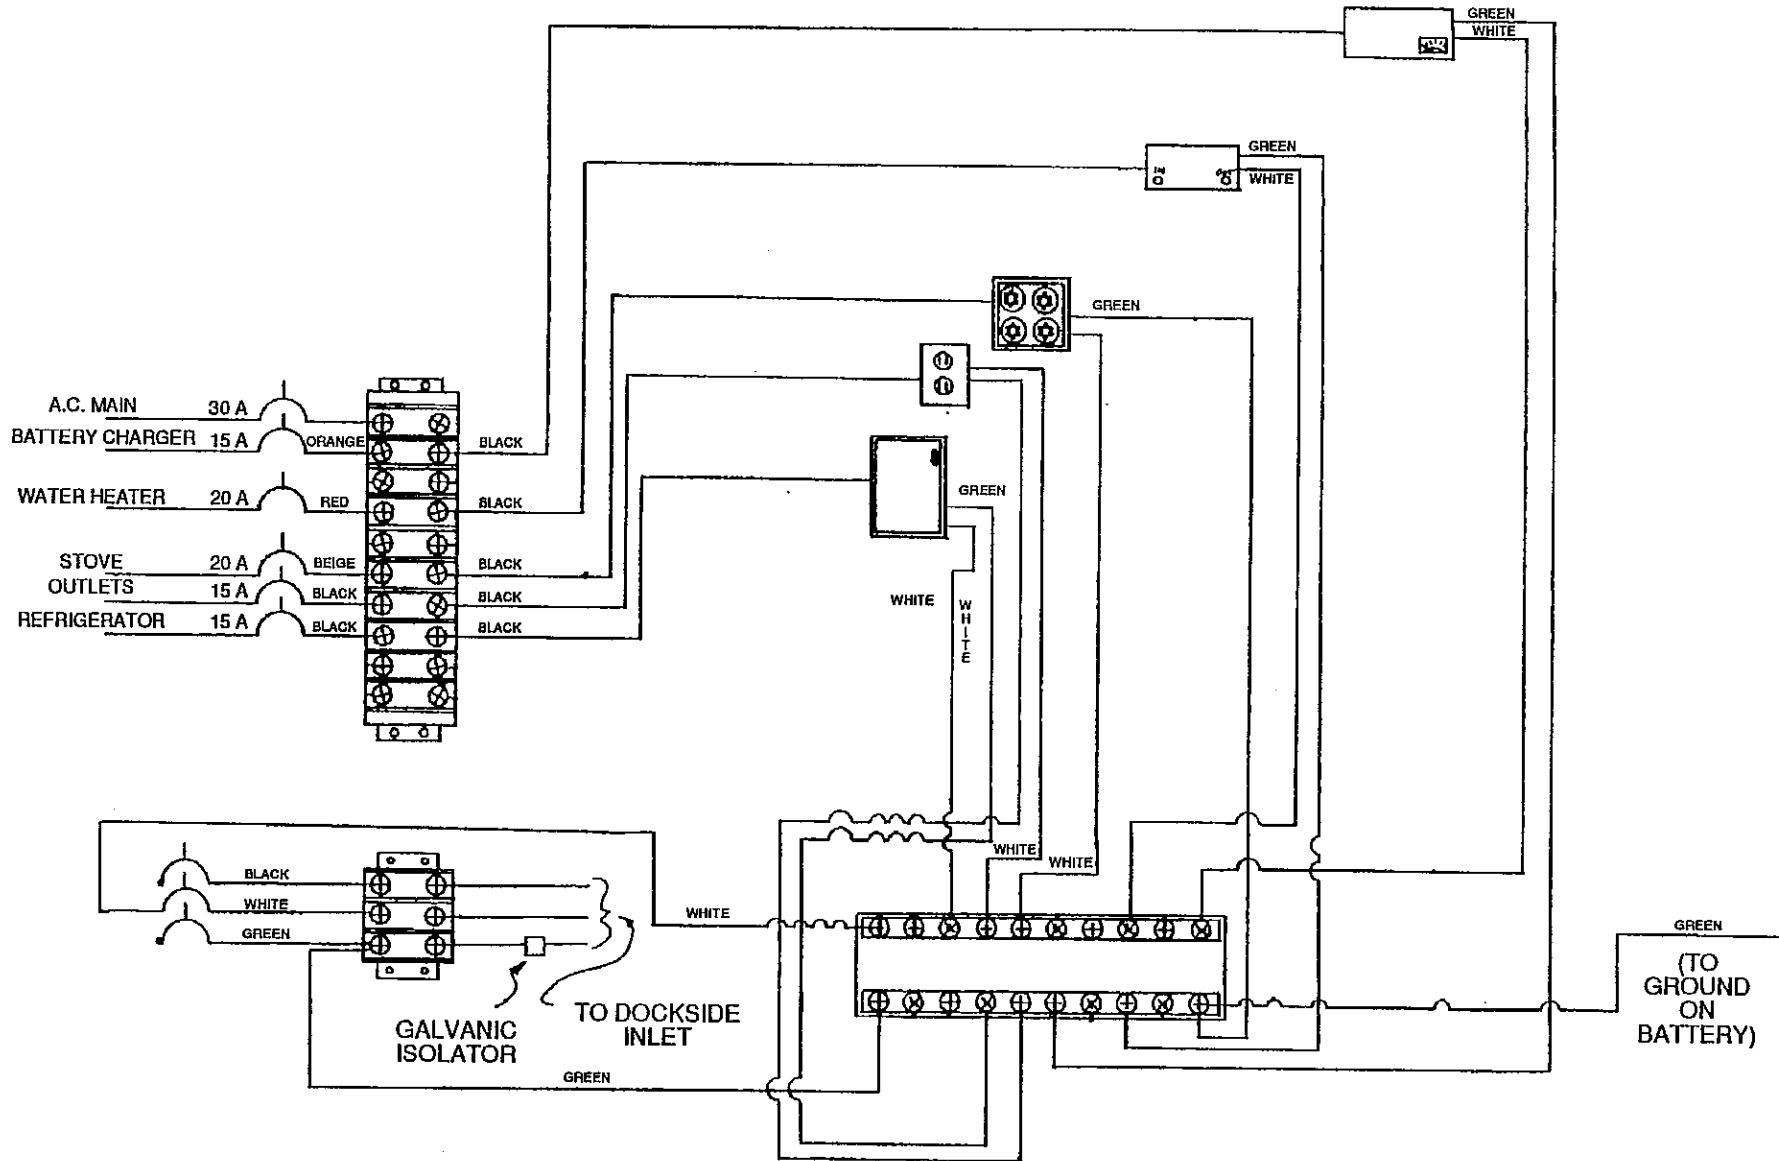 GREEN
WHITE
GREEN
WHITE
IN
OUT
GREEN
A.C. MAIN 30 A
BATTERY CHARGER 15 A ORANGE BLACK
WATER HEATER 20 A RED BLACK
GREEN
STOVE 20 A BEIGE BLACK
OUTLETS 15 A BLACK BLACK
REFRIGERATOR 15 A BLACK BLACK
WHITE
WHITE
WHITE
WHITE
BLACK
WHITE
GREEN
WHITE
GREEN
(TO
GROUND
ON
BATTERY)
GALVANIC
ISOLATOR
TO DOCKSIDE
INLET
GREEN